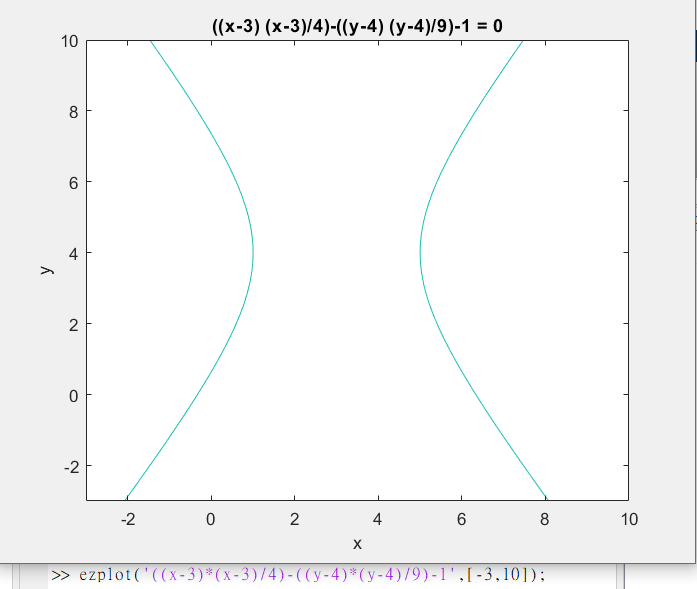 ((x-3) (x-3)/4)-((y-4) (y-4)/9)-1 = 0
10
8
6
4
2
0
-2
y
-2 0 2 4 6 8 10
x
>> ezplot('((x-3)*(x-3)/4)-((y-4)*(y-4)/9)-1',[-3,10]);